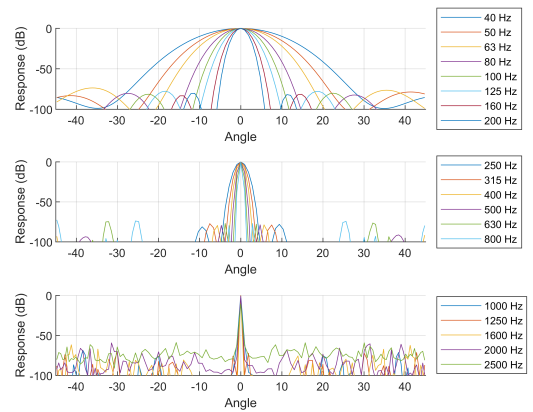 Response (dB)
0
-50
-100
-40 -30 -20 -10 0 10 20 30 40
Angle
40 Hz
50 Hz
63 Hz
80 Hz
100 Hz
125 Hz
160 Hz
200 Hz
Response (dB)
0
-50
-100
-40 -30 -20 -10 0 10 20 30 40
Angle
250 Hz
315 Hz
400 Hz
500 Hz
630 Hz
800 Hz
Response (dB)
0
-50
-100
-40 -30 -20 -10 0 10 20 30 40
Angle
1000 Hz
1250 Hz
1600 Hz
2000 Hz
2500 Hz